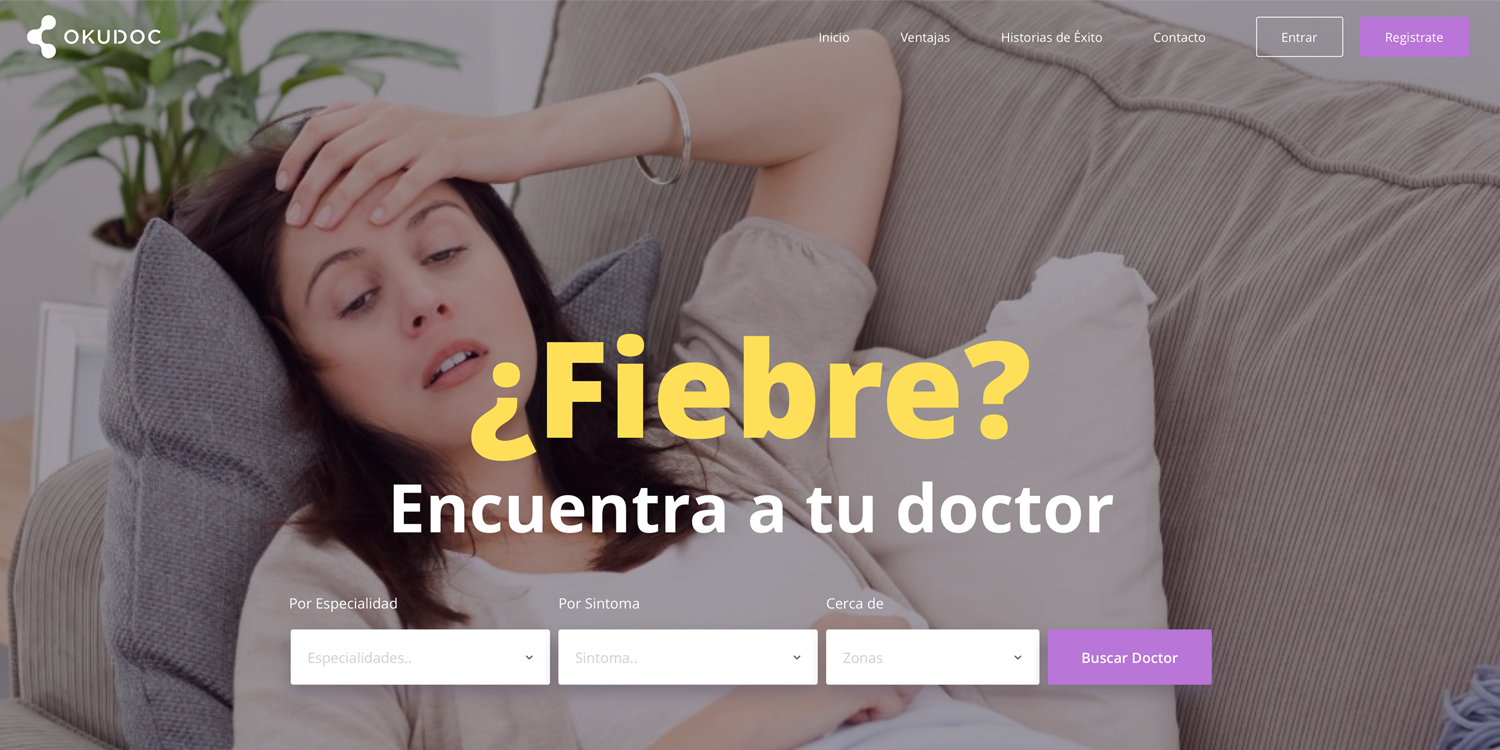 OKUDOC
Inicio Ventajas Historias de Éxito Contacto Entrar Registrate
¿Fiebre?
Encuentra a tu doctor
Por Especialidad Por Sintoma Cerca de
Especialidades.. Sintoma.. Zonas Buscar Doctor